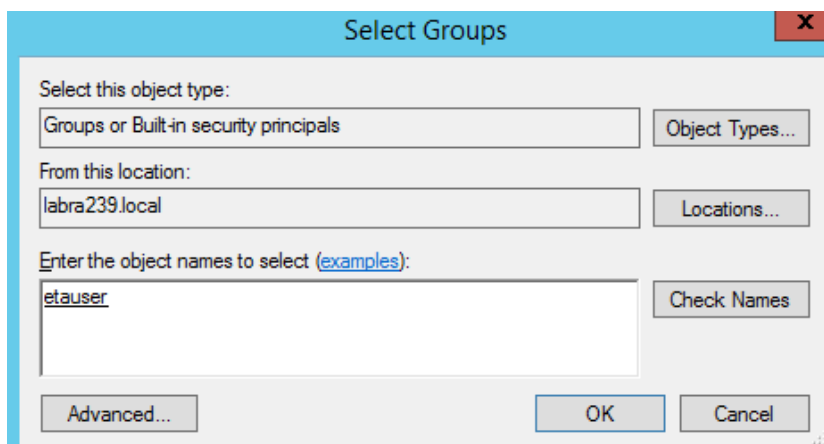 Select Groups
x
Select this object type:
Groups or Built-in security principals
Object Types...
From this location:
labra239.local
Locations...
Enter the object names to select (examples):
etauser
Check Names
Advanced...
OK
Cancel